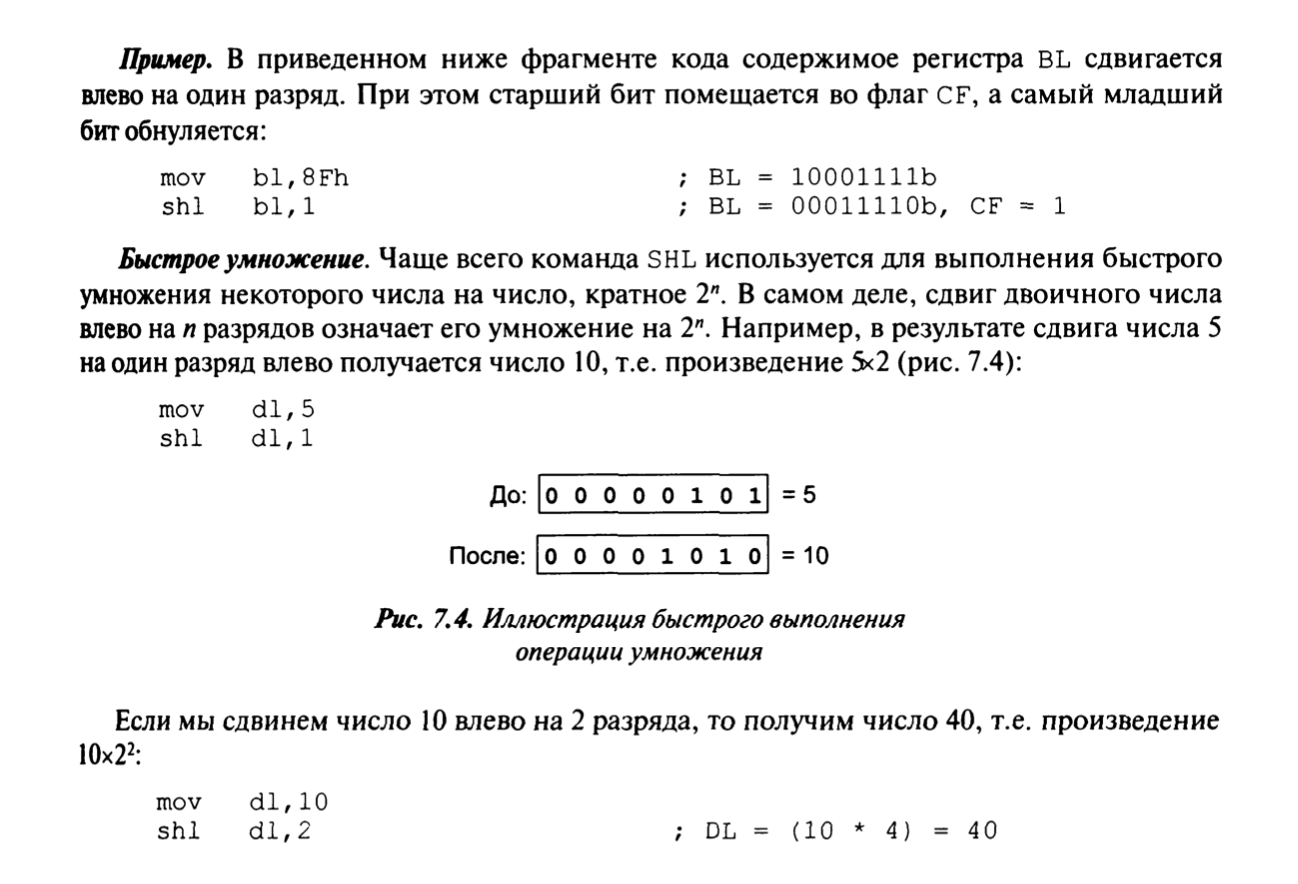 Пример. В приведенном ниже фрагменте кода содержимое регистра BL сдвигается
влево на один разряд. При этом старший бит помещается во флаг CF, а самый младший
бит обнуляется:
mov bl,8Fh ; BL = 10001111b
shl bl,1 ; BL = 00011110b, CF = 1
Быстрое умножение. Чаще всего команда SHL используется для выполнения быстрого
умножения некоторого числа на число, кратное 2ⁿ. В самом деле, сдвиг двоичного числа
влево на n разрядов означает его умножение на 2ⁿ. Например, в результате сдвига числа 5
на один разряд влево получается число 10, т.е. произведение 5×2 (рис. 7.4):
mov dl,5
shl dl,1
До: 0 0 0 0 0 1 0 1 = 5
После: 0 0 0 0 1 0 1 0 = 10
Рис. 7.4. Иллюстрация быстрого выполнения
операции умножения
Если мы сдвинем число 10 влево на 2 разряда, то получим число 40, т.е. произведение
10×2²:
mov dl,10
shl dl,2 ; DL = (10 * 4) = 40